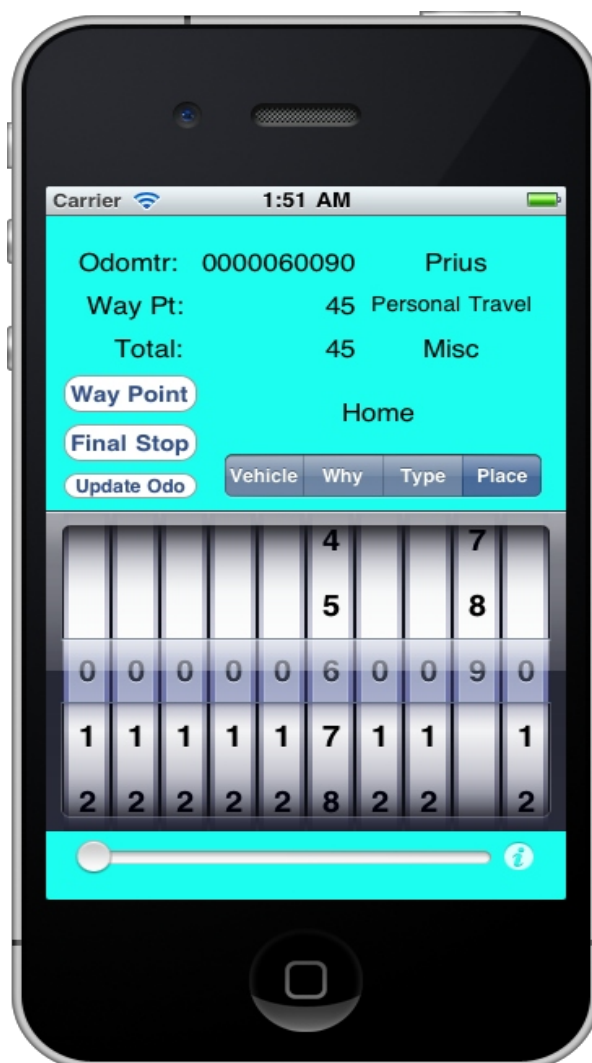 Carrier 1:51 AM
Odomtr: 0000060090 Prius
Way Pt: 45 Personal Travel
Total: 45 Misc
Way Point
Home
Final Stop
Update Odo
Vehicle Why Type Place
4 7
5 8
0 0 0 0 0 6 0 0 9 0
1 1 1 1 1 7 1 1 1
2 2 2 2 2 8 2 2 2
i